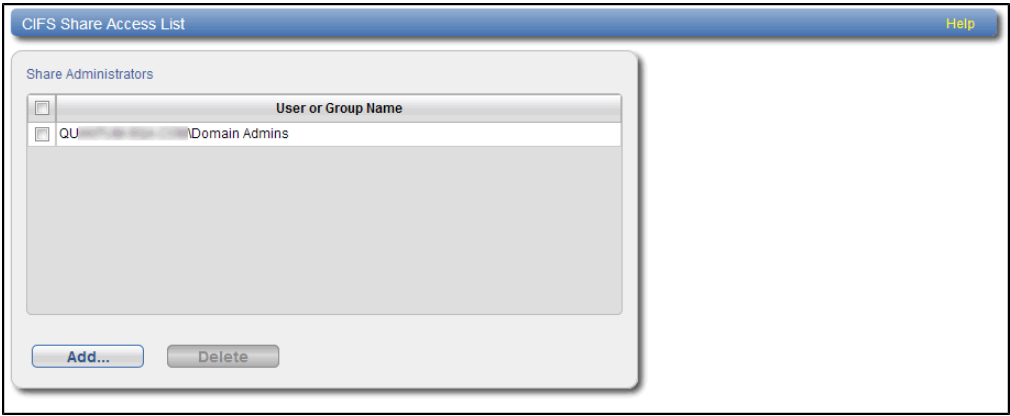 CIFS Share Access List
Help
Share Administrators
User or Group Name
QU \Domain Admins
Add...
Delete